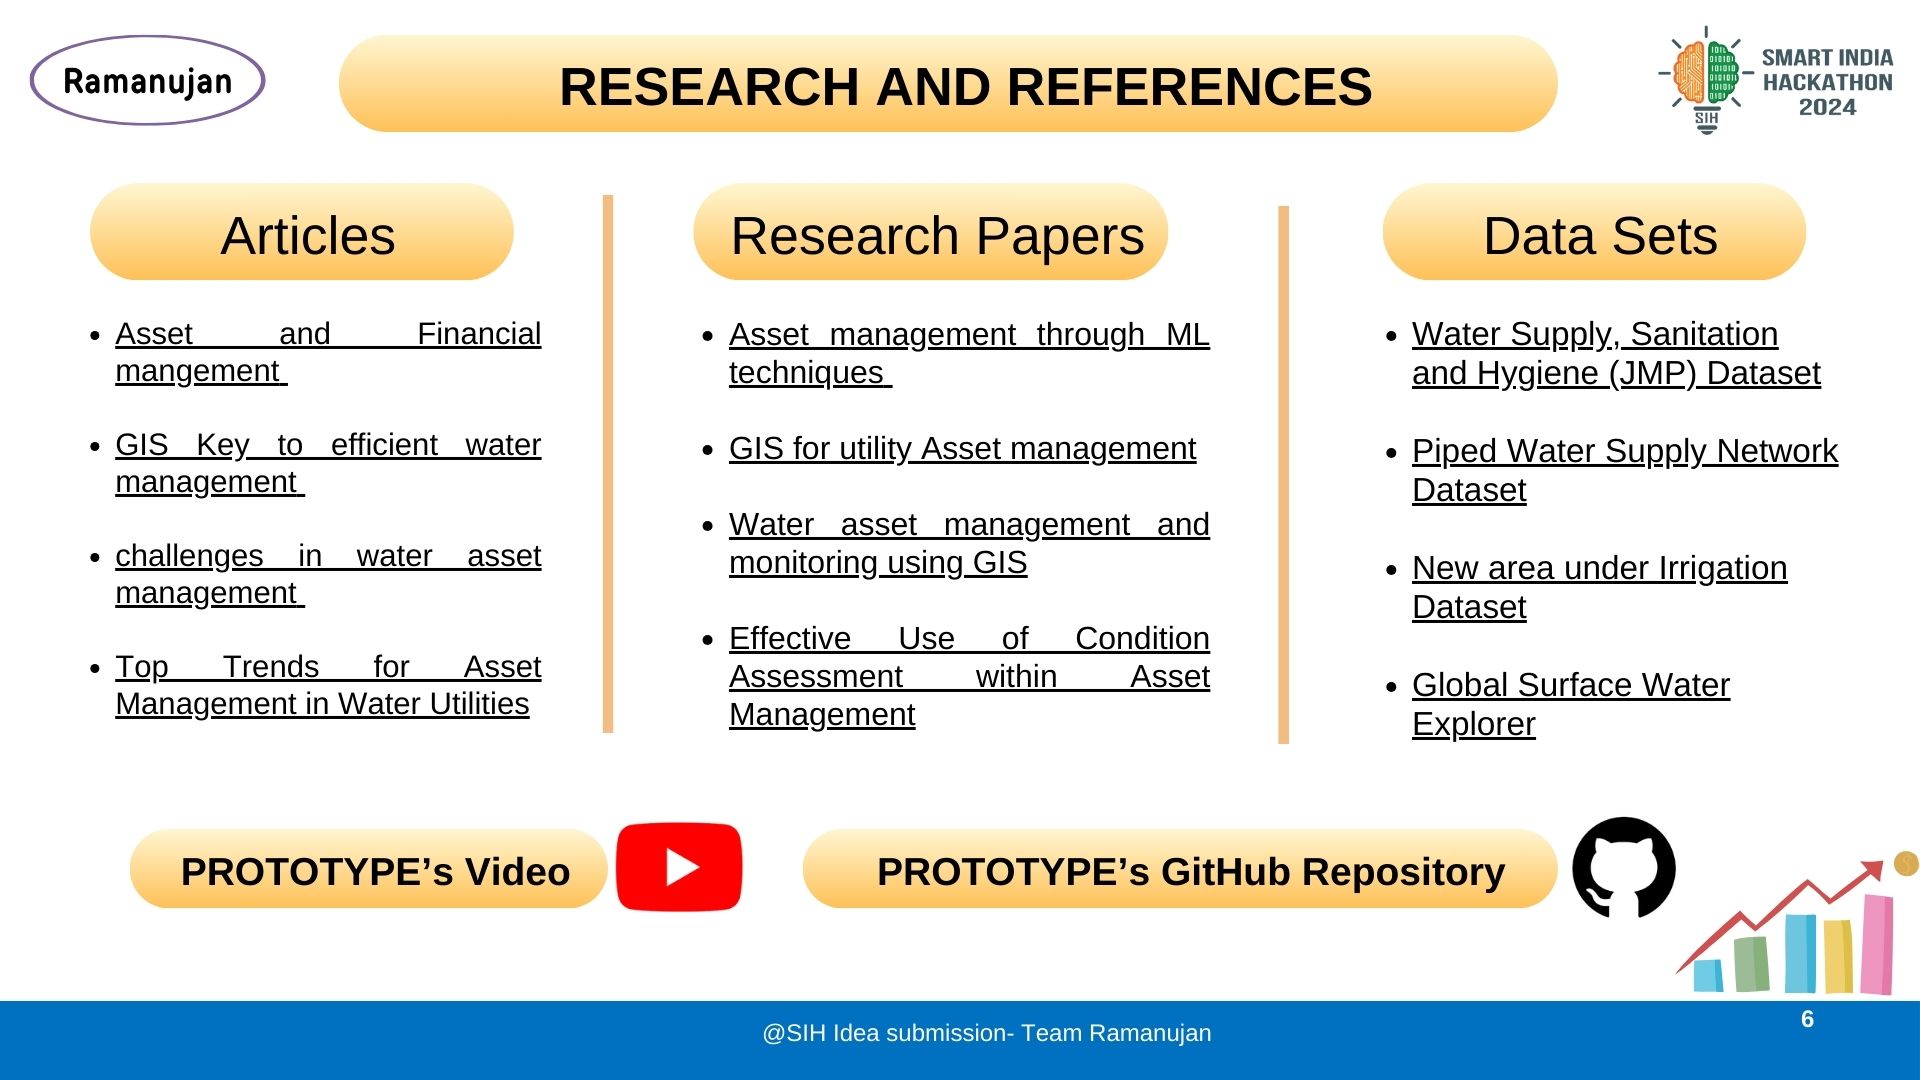 Ramanujan
RESEARCH AND REFERENCES
SMART INDIA
HACKATHON
2024
SIH
Articles
Asset and Financial
mangement
GIS Key to efficient water
management
challenges in water asset
management
Top Trends for Asset
Management in Water Utilities
Research Papers
Asset management through ML
techniques
GIS for utility Asset management
Water asset management and
monitoring using GIS
Effective Use of Condition
Assessment within Asset
Management
Data Sets
Water Supply, Sanitation
and Hygiene (JMP) Dataset
Piped Water Supply Network
Dataset
New area under Irrigation
Dataset
Global Surface Water
Explorer
PROTOTYPE’s Video
PROTOTYPE’s GitHub Repository
@SIH Idea submission- Team Ramanujan
6